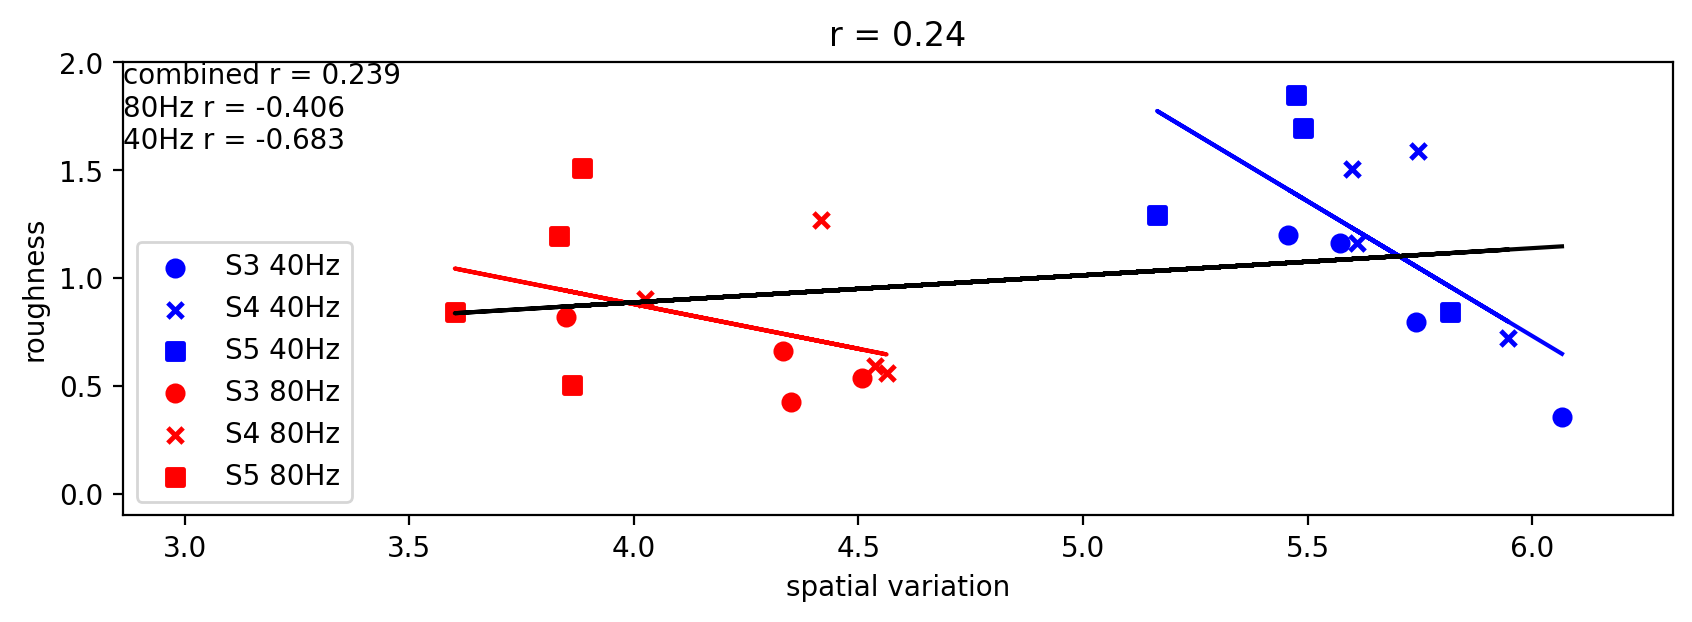 r = 0.24
combined r = 0.239
80Hz r = -0.406
40Hz r = -0.683
2.0
1.5
1.0
0.5
0.0
roughness
S3 40Hz
S4 40Hz
S5 40Hz
S3 80Hz
S4 80Hz
S5 80Hz
3.0 3.5 4.0 4.5 5.0 5.5 6.0
spatial variation